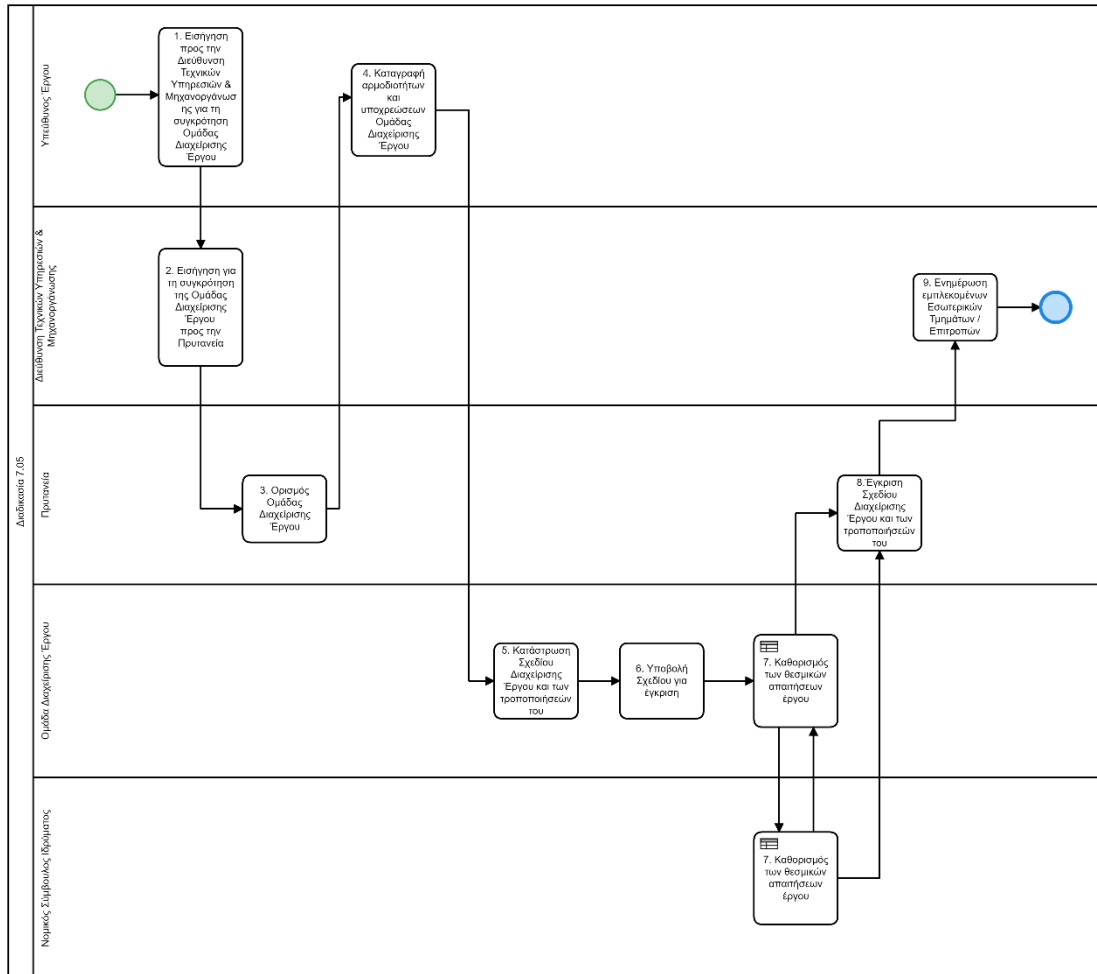 Διαδικασία 7.05
Υπεύθυνος Έργου
1. Εισήγηση
προς την
Διεύθυνση
Τεχνικών
Υπηρεσιών &
Μηχανοργάνωσ
ης για τη
συγκρότηση
Ομάδας
Διαχείρισης
Έργου
4. Καταγραφή
αρμοδιοτήτων
και
υποχρεώσεων
Ομάδας
Διαχείρισης
Έργου
Διεύθυνση Τεχνικών Υπηρεσιών &
Μηχανοργάνωσης
2. Εισήγηση για
τη συγκρότηση
της Ομάδας
Διαχείρισης
Έργου
προς την
Πρυτανεία
9. Ενημέρωση
εμπλεκομένων
Εσωτερικών
Τμημάτων /
Επιτροπών
Πρυτανεία
3. Ορισμός
Ομάδας
Διαχείρισης
Έργου
8.Έγκριση
Σχεδίου
Διαχείρισης
Έργου και των
τροποποιήσεών
του
Ομάδα Διαχείρισης Έργου
5. Κατάστρωση
Σχεδίου
Διαχείρισης
Έργου και των
τροποποιήσεών
του
6. Υποβολή
Σχεδίου για
έγκριση
7. Καθορισμός
των θεσμικών
απαιτήσεων
έργου
Νομικός Σύμβουλος Ιδρύματος
7. Καθορισμός
των θεσμικών
απαιτήσεων
έργου